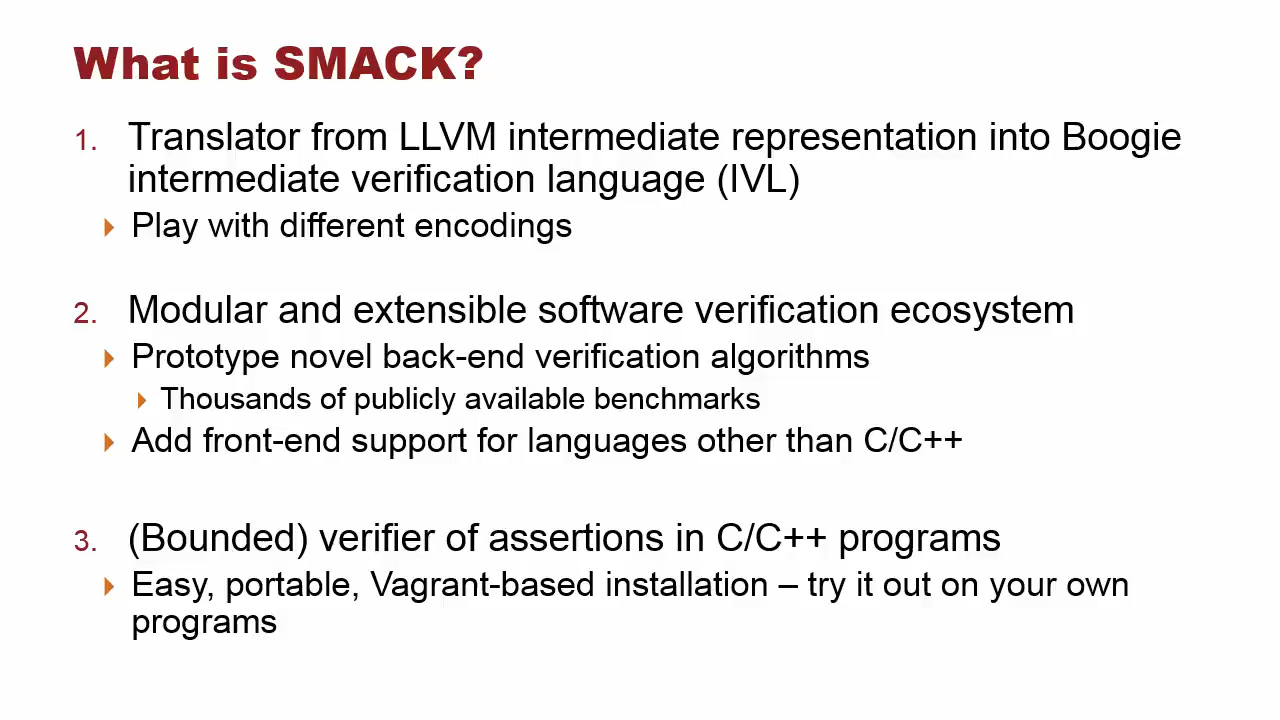 What is SMACK?
1. Translator from LLVM intermediate representation into Boogie
intermediate verification language (IVL)
Play with different encodings
2. Modular and extensible software verification ecosystem
Prototype novel back-end verification algorithms
Thousands of publicly available benchmarks
Add front-end support for languages other than C/C++
3. (Bounded) verifier of assertions in C/C++ programs
Easy, portable, Vagrant-based installation – try it out on your own
programs